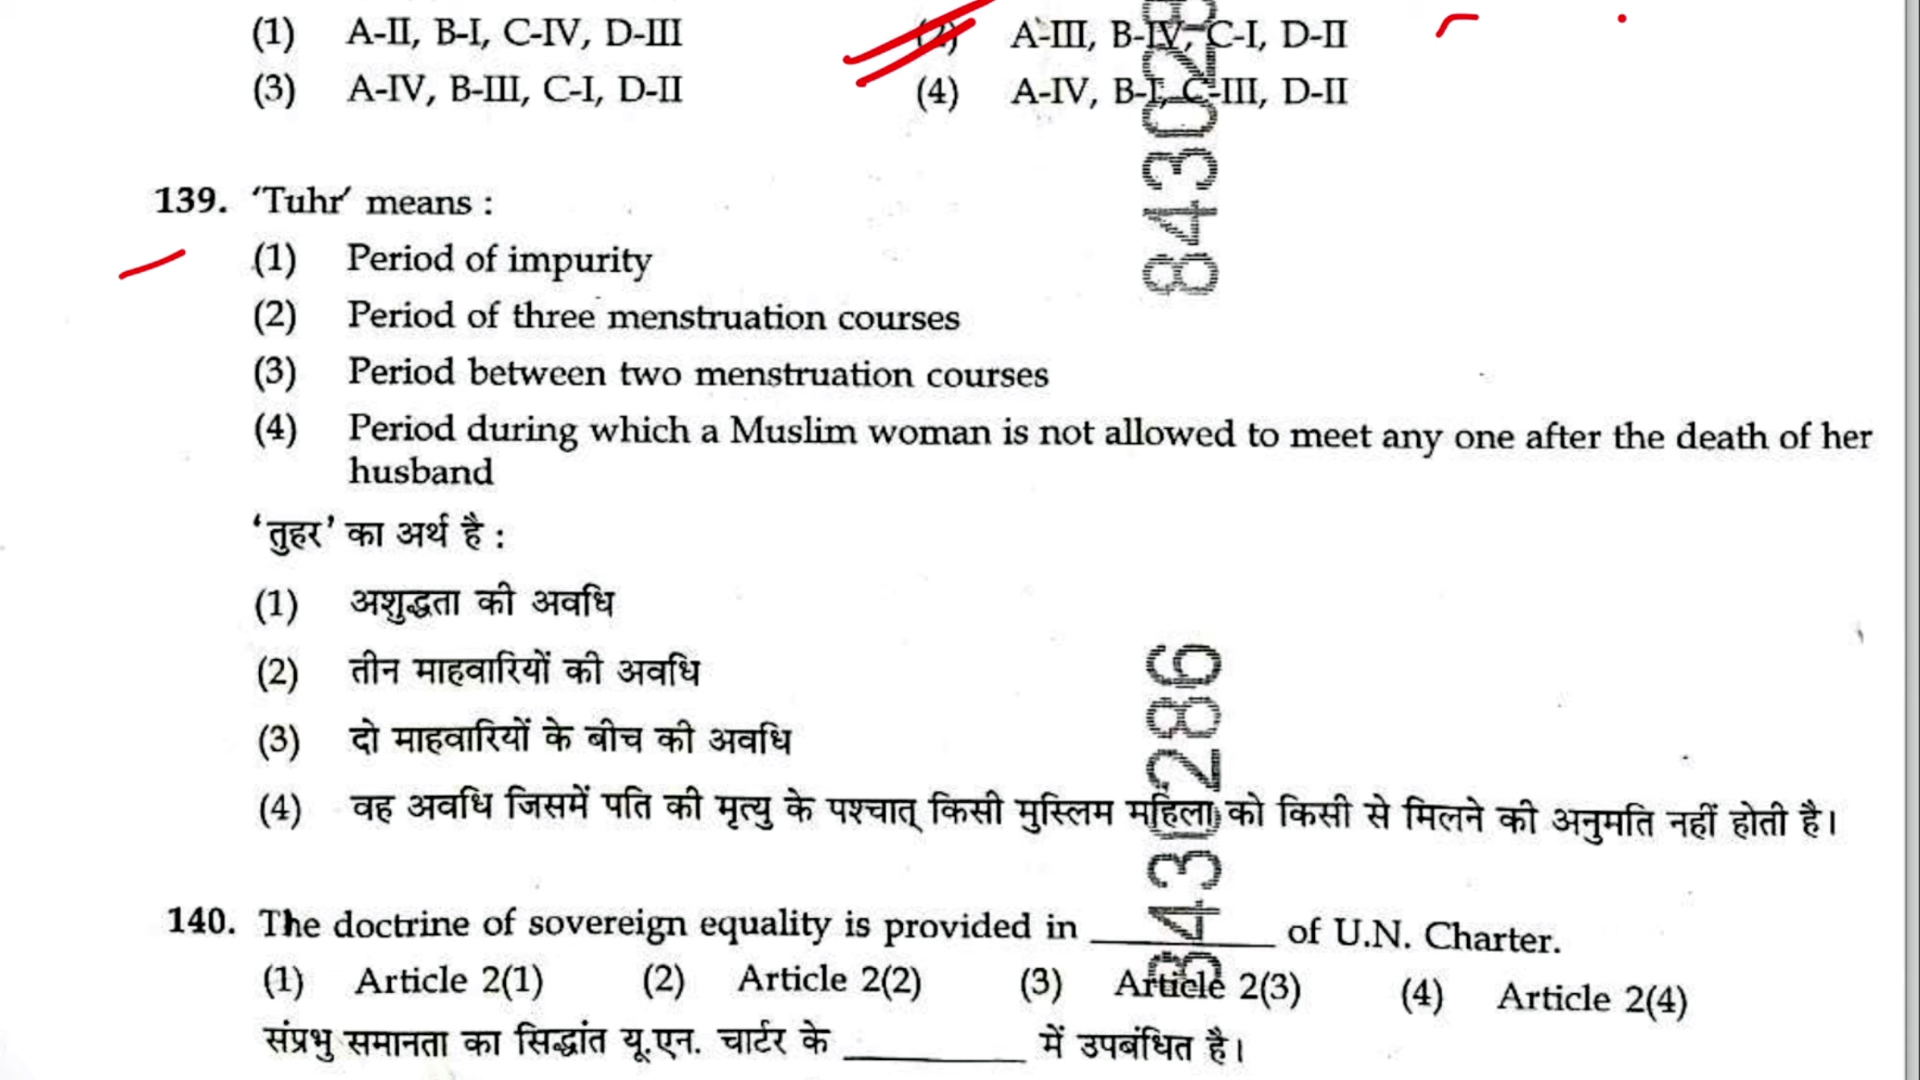 (1) A-II, B-I, C-IV, D-III (2) A-III, B-IV, C-I, D-II
(3) A-IV, B-III, C-I, D-II (4) A-IV, B-I, C-III, D-II
139. 'Tuhr' means :
(1) Period of impurity
(2) Period of three menstruation courses
(3) Period between two menstruation courses
(4) Period during which a Muslim woman is not allowed to meet any one after the death of her
husband
'तुहर' का अर्थ है :
(1) अशुद्धता की अवधि
(2) तीन माहवारियों की अवधि
(3) दो माहवारियों के बीच की अवधि
(4) वह अवधि जिसमें पति की मृत्यु के पश्चात् किसी मुस्लिम महिला को किसी से मिलने की अनुमति नहीं होती है।
140. The doctrine of sovereign equality is provided in ________ of U.N. Charter.
(1) Article 2(1) (2) Article 2(2) (3) Article 2(3) (4) Article 2(4)
संप्रभु समानता का सिद्धांत यू.एन. चार्टर के ________ में उपबंधित है।
843028
8430286